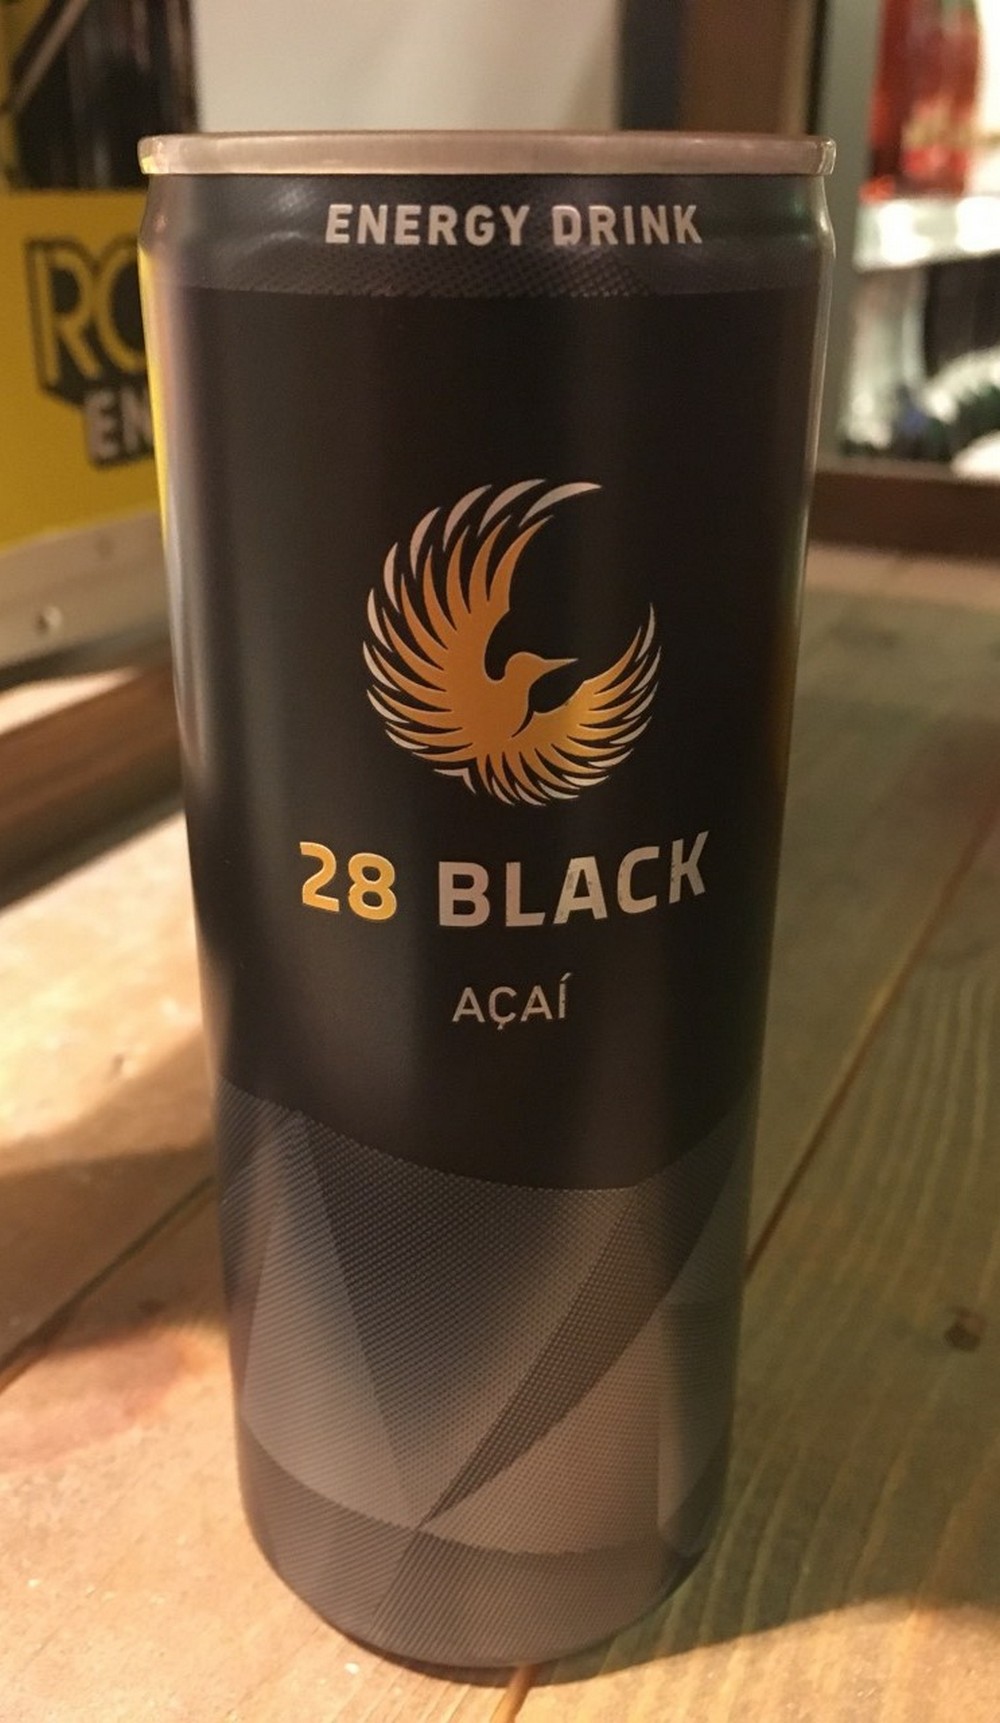 ENERGY DRINK
28 BLACK
AÇAÍ